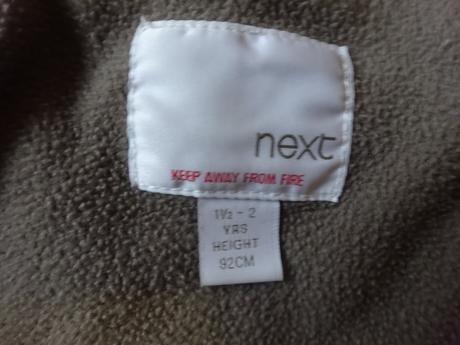 next
KEEP AWAY FROM FIRE
1½ - 2
YRS
HEIGHT
92CM